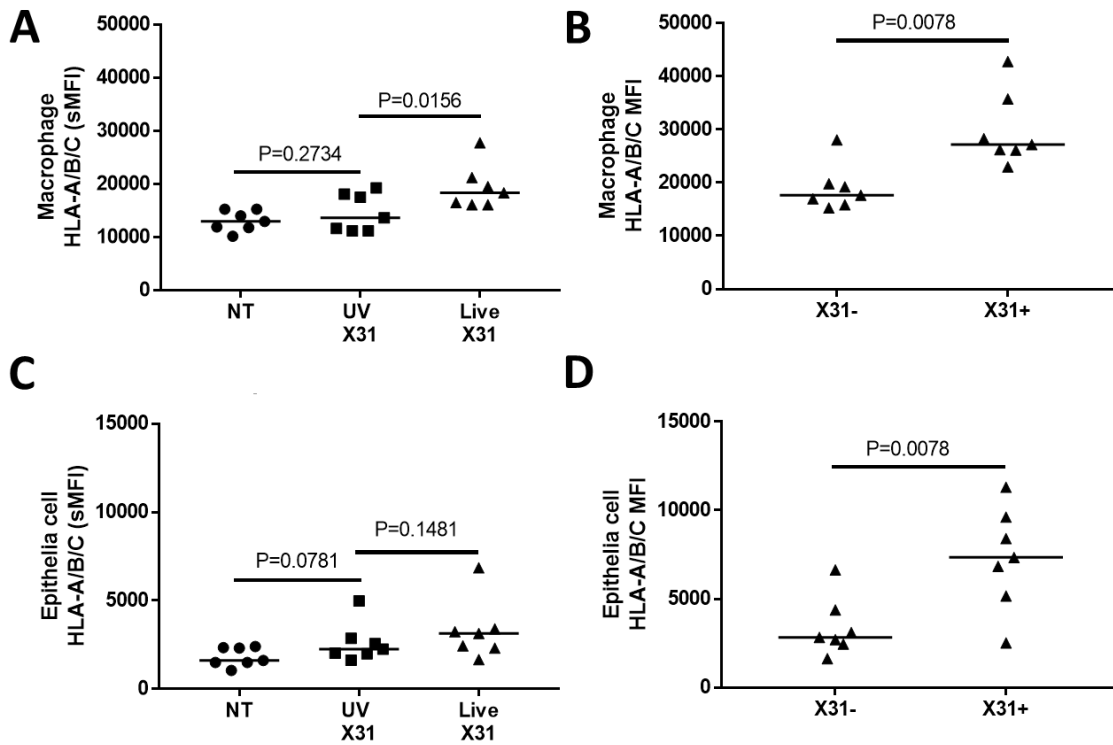 A
Macrophage
HLA-A/B/C (sMFI)
50000
40000
30000
20000
10000
0
P=0.2734
P=0.0156
NT
UV
X31
Live
X31
B
Macrophage
HLA-A/B/C MFI
50000
40000
30000
20000
10000
0
P=0.0078
X31-
X31+
C
Epithelia cell
HLA-A/B/C (sMFI)
15000
10000
5000
0
P=0.0781
P=0.1481
NT
UV
X31
Live
X31
D
Epithelia cell
HLA-A/B/C MFI
15000
10000
5000
0
P=0.0078
X31-
X31+